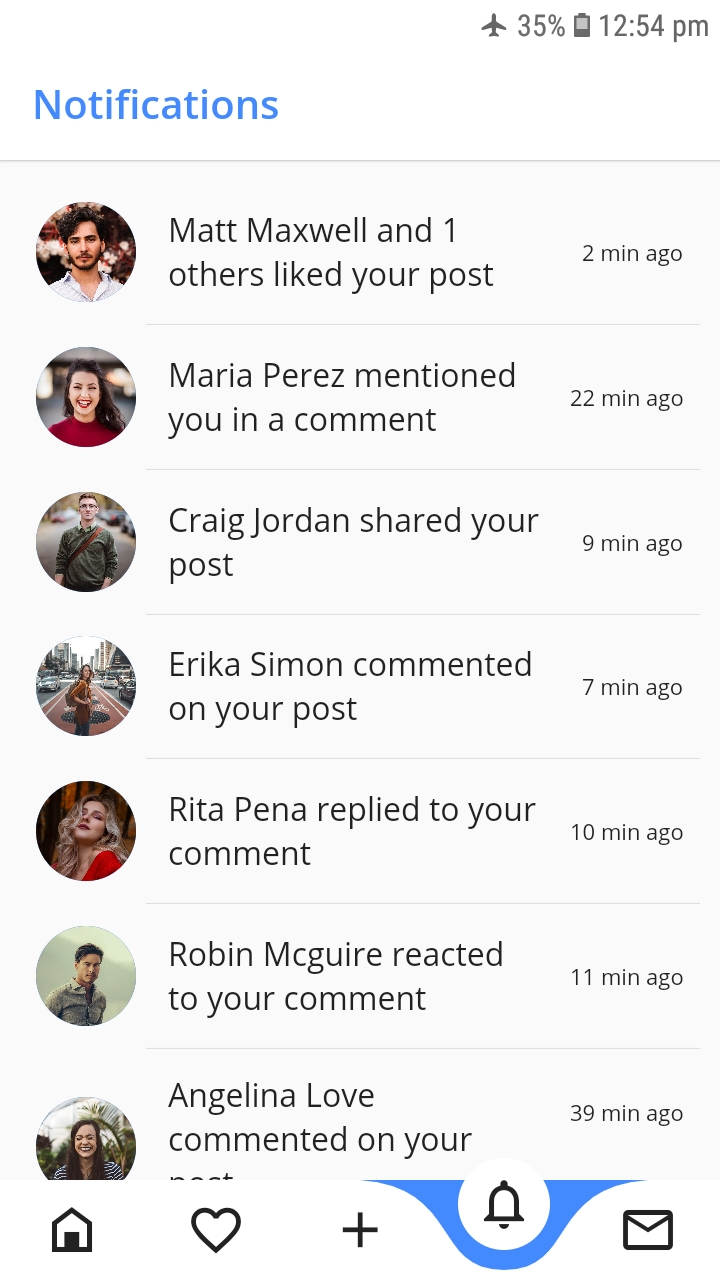 35% 12:54 pm
Notifications
Matt Maxwell and 1
others liked your post
2 min ago
Maria Perez mentioned
you in a comment
22 min ago
Craig Jordan shared your
post
9 min ago
Erika Simon commented
on your post
7 min ago
Rita Pena replied to your
comment
10 min ago
Robin Mcguire reacted
to your comment
11 min ago
Angelina Love
commented on your
post
39 min ago